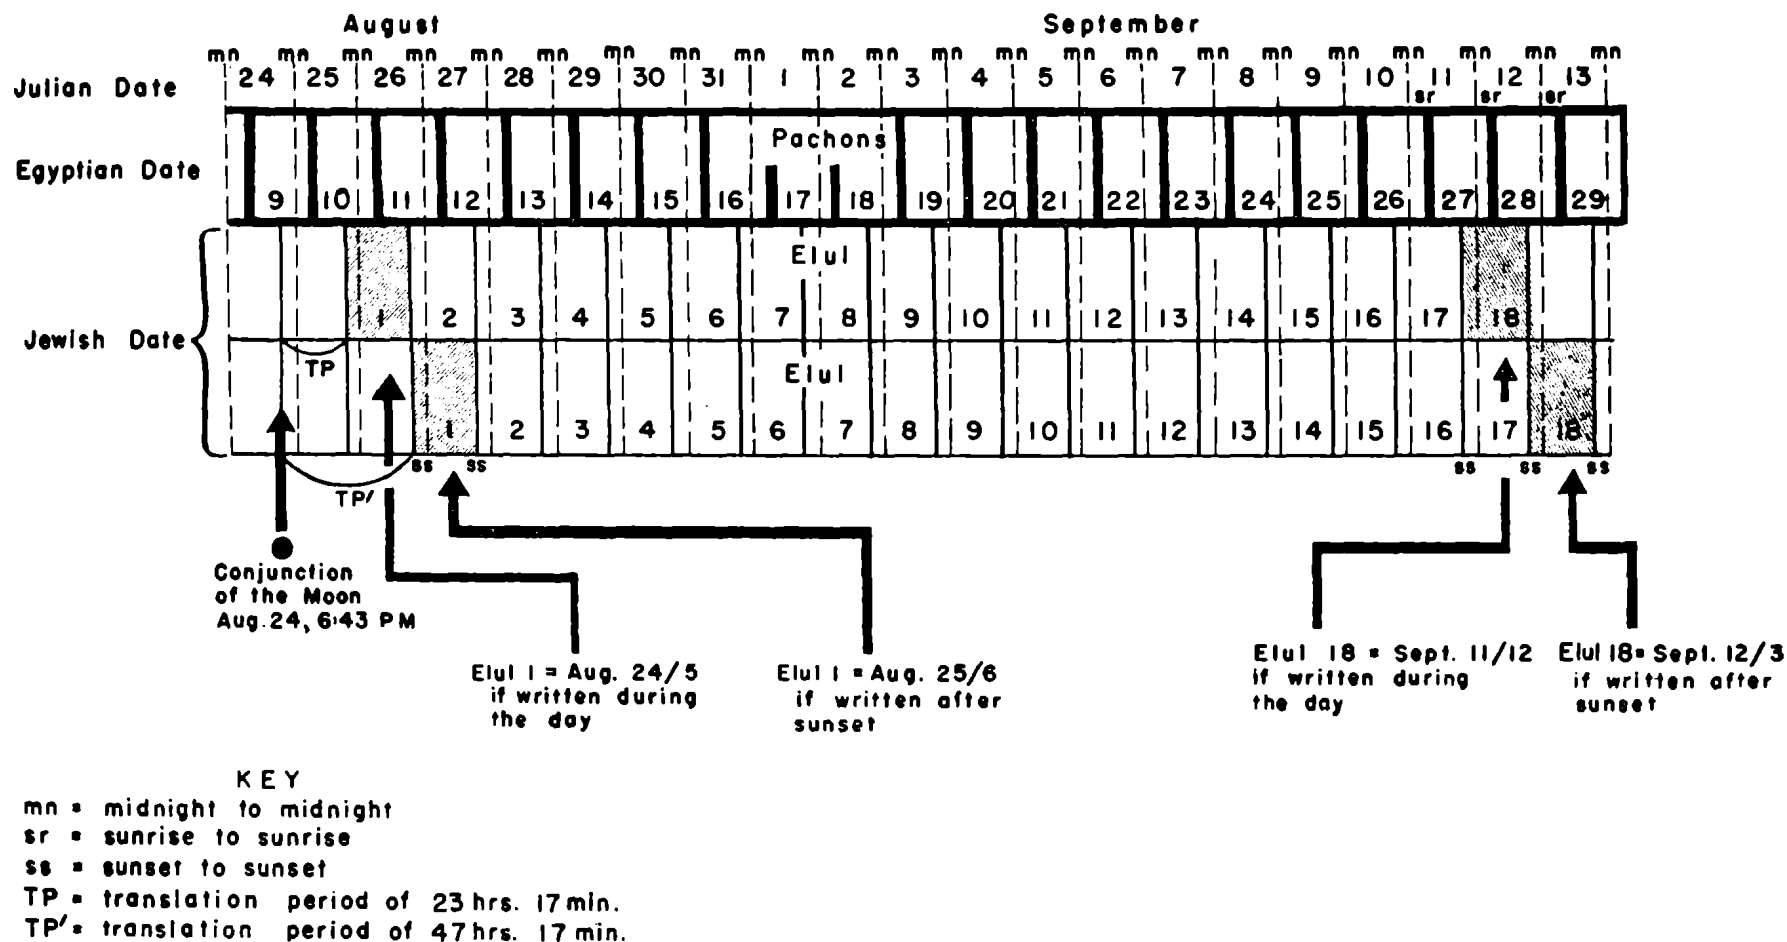 August September
mn mn mn mn mn mn mn mn mn mn mn mn mn mn mn mn mn mn mn mn mn mn
Julian Date 24 25 26 27 28 29 30 31 1 2 3 4 5 6 7 8 9 10 11 12 13
sr sr sr
Pachons
Egyptian Date
9 10 11 12 13 14 15 16 17 18 19 20 21 22 23 24 25 26 27 28 29
Elul
1 2 3 4 5 6 7 8 9 10 11 12 13 14 15 16 17 18
Jewish Date
TP
Elul
1 2 3 4 5 6 7 8 9 10 11 12 13 14 15 16 17 18
ss ss ss ss ss
TP′
Conjunction
of the Moon
Aug. 24, 6:43 PM
Elul 1 = Aug. 24/5
if written during
the day
Elul 1 = Aug. 25/6
if written after
sunset
Elul 18 = Sept. 11/12
if written during
the day
Elul 18= Sept. 12/3
if written after
sunset
KEY
mn = midnight to midnight
sr = sunrise to sunrise
ss = sunset to sunset
TP = translation period of 23 hrs. 17 min.
TP′= translation period of 47 hrs. 17 min.